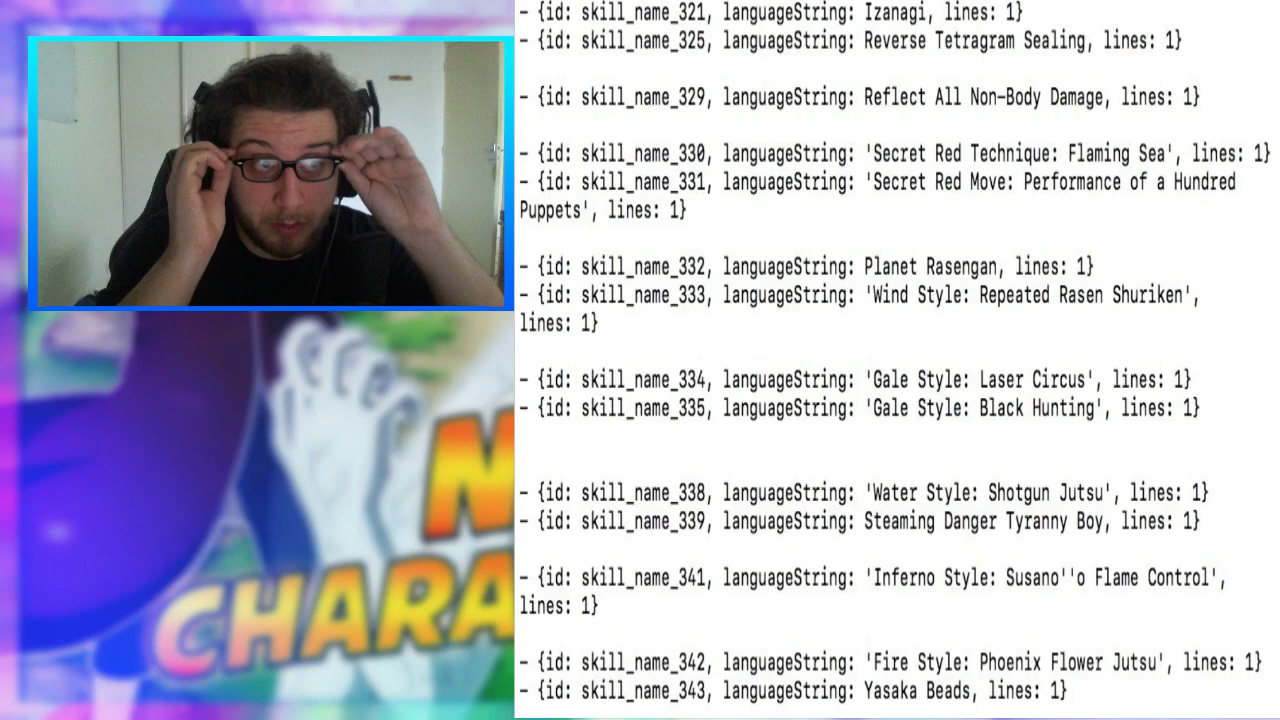 - {id: skill_name_321, languageString: Izanagi, lines: 1}
- {id: skill_name_325, languageString: Reverse Tetragram Sealing, lines: 1}
- {id: skill_name_329, languageString: Reflect All Non-Body Damage, lines: 1}
- {id: skill_name_330, languageString: 'Secret Red Technique: Flaming Sea', lines: 1}
- {id: skill_name_331, languageString: 'Secret Red Move: Performance of a Hundred
Puppets', lines: 1}
- {id: skill_name_332, languageString: Planet Rasengan, lines: 1}
- {id: skill_name_333, languageString: 'Wind Style: Repeated Rasen Shuriken',
lines: 1}
- {id: skill_name_334, languageString: 'Gale Style: Laser Circus', lines: 1}
- {id: skill_name_335, languageString: 'Gale Style: Black Hunting', lines: 1}
- {id: skill_name_338, languageString: 'Water Style: Shotgun Jutsu', lines: 1}
- {id: skill_name_339, languageString: Steaming Danger Tyranny Boy, lines: 1}
- {id: skill_name_341, languageString: 'Inferno Style: Susano''o Flame Control',
lines: 1}
- {id: skill_name_342, languageString: 'Fire Style: Phoenix Flower Jutsu', lines: 1}
- {id: skill_name_343, languageString: Yasaka Beads, lines: 1}
N
CHARA